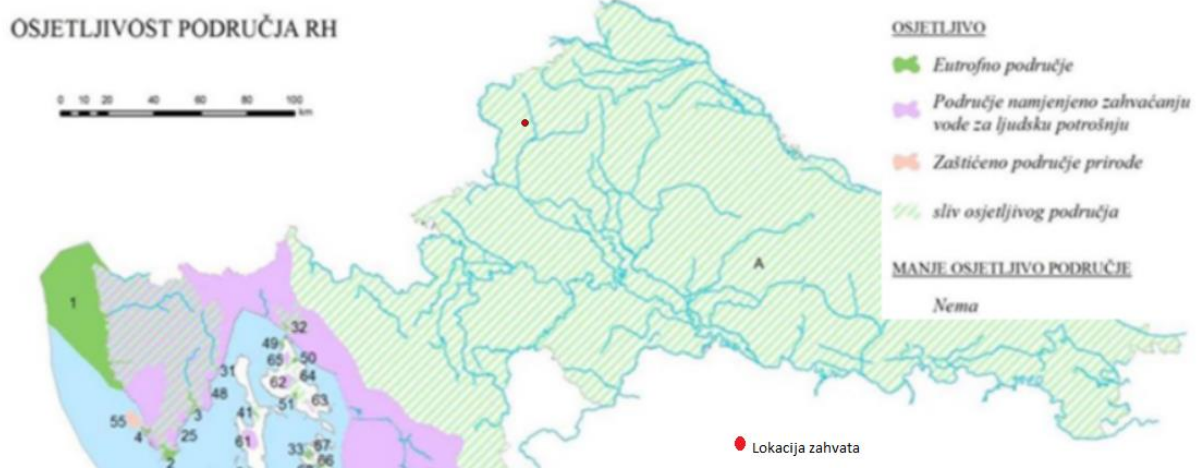 OSJETLJIVOST PODRUČJA RH
0 10 20 40 60 80 100
km
OSJETLJIVO
Eutrofno područje
Područje namjenjeno zahvaćanju
vode za ljudsku potrošnju
Zaštićeno područje prirode
sliv osjetljivog područja
MANJE OSJETLJIVO PODRUČJE
Nema
A
1
32
49
65
50
31
62
64
48
51
63
41
3
55
4
25
61
33
67
66
2
Lokacija zahvata